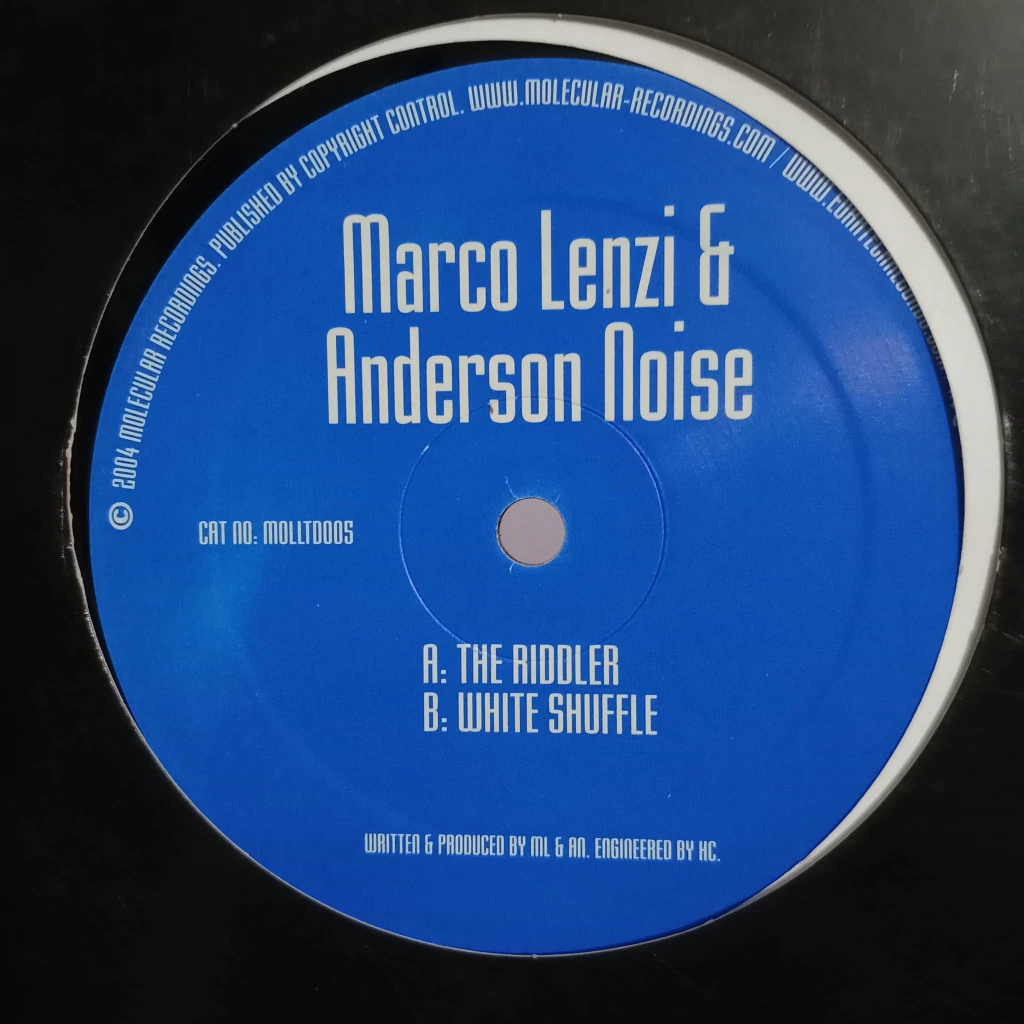 © 2004 MOLECULAR RECORDINGS. PUBLISHED BY COPYRIGHT CONTROL. WWW.MOLECULAR-RECORDINGS.COM /
Marco Lenzi &
Anderson Noise
CAT NO: MOLLTD005
A: THE RIDDLER
B: WHITE SHUFFLE
WRITTEN & PRODUCED BY ML & AN. ENGINEERED BY HC.